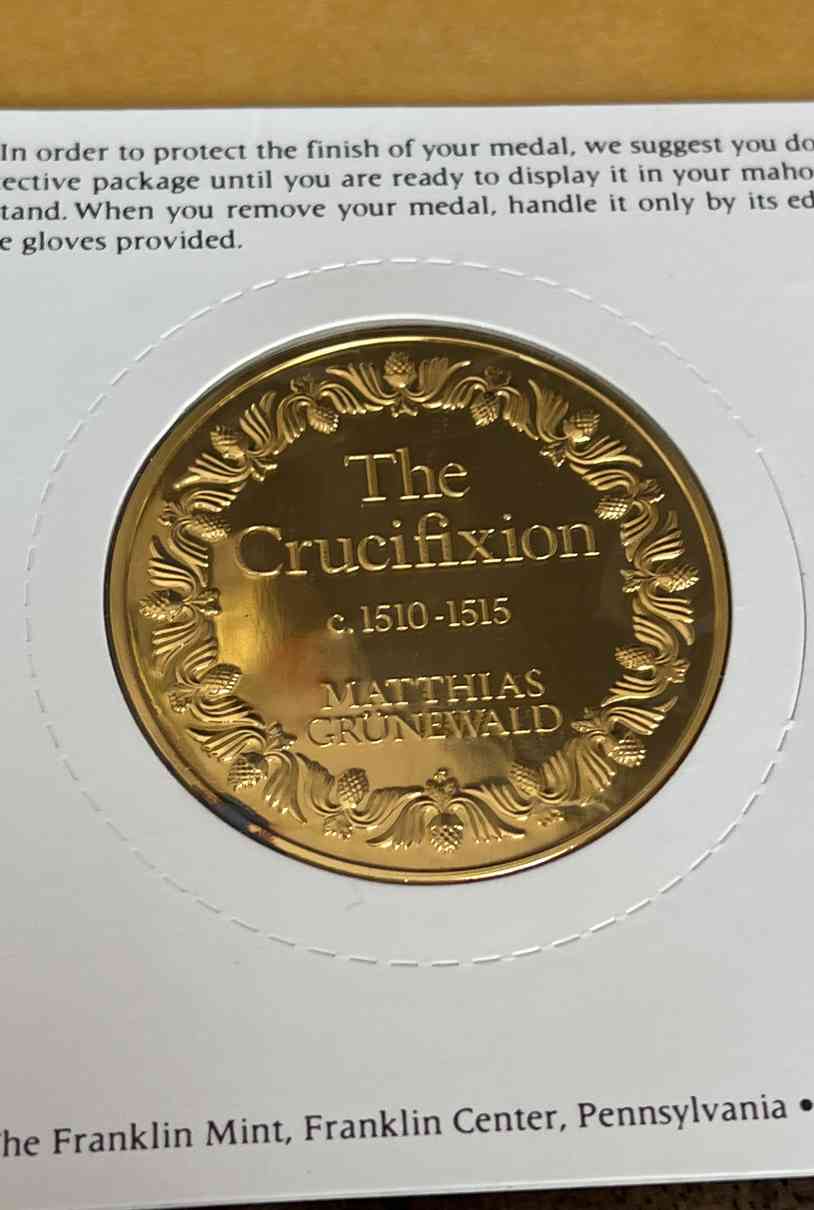 In order to protect the finish of your medal, we suggest you do
ective package until you are ready to display it in your maho
tand. When you remove your medal, handle it only by its ed
e gloves provided.
The
Crucifixion
c. 1510-1515
MATTHIAS
GRÜNEWALD
he Franklin Mint, Franklin Center, Pennsylvania •